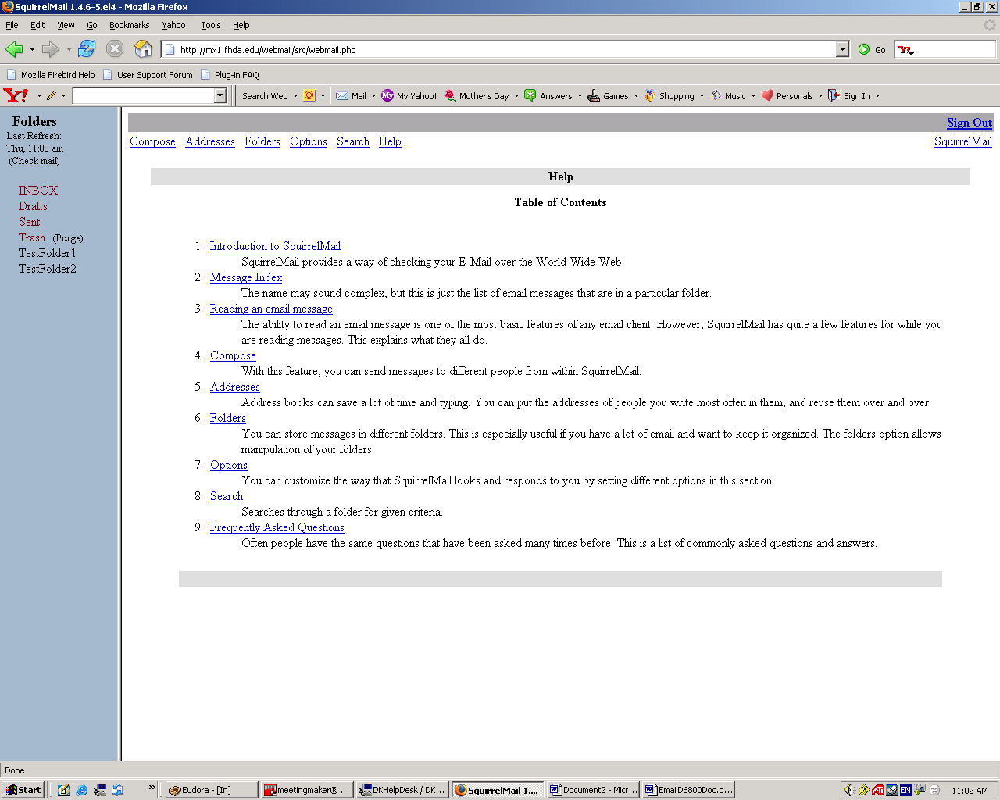 SquirrelMail 1.4.6-5.el4 - Mozilla Firefox
File Edit View Go Bookmarks Yahoo! Tools Help
http://mx1.fhda.edu/webmail/src/webmail.php Go Y!
Mozilla Firebird Help User Support Forum Plug-in FAQ
Y! Search Web Mail My My Yahoo! Mother's Day Answers Games Shopping Music Personals Sign In
Folders
Last Refresh:
Thu, 11:00 am
(Check mail)
INBOX
Drafts
Sent
Trash (Purge)
TestFolder1
TestFolder2
Sign Out
Compose Addresses Folders Options Search Help SquirrelMail
Help
Table of Contents
1. Introduction to SquirrelMail
SquirrelMail provides a way of checking your E-Mail over the World Wide Web.
2. Message Index
The name may sound complex, but this is just the list of email messages that are in a particular folder.
3. Reading an email message
The ability to read an email message is one of the most basic features of any email client. However, SquirrelMail has quite a few features for while you
are reading messages. This explains what they all do.
4. Compose
With this feature, you can send messages to different people from within SquirrelMail.
5. Addresses
Address books can save a lot of time and typing. You can put the addresses of people you write most often in them, and reuse them over and over.
6. Folders
You can store messages in different folders. This is especially useful if you have a lot of email and want to keep it organized. The folders option allows
manipulation of your folders.
7. Options
You can customize the way that SquirrelMail looks and responds to you by setting different options in this section.
8. Search
Searches through a folder for given criteria.
9. Frequently Asked Questions
Often people have the same questions that have been asked many times before. This is a list of commonly asked questions and answers.
Done
Start » Eudora - [In] meetingmaker® ... DKHelpDesk / DK... SquirrelMail 1.... Document2 - Micr... EmailD6800Doc.d... EN 11:02 AM